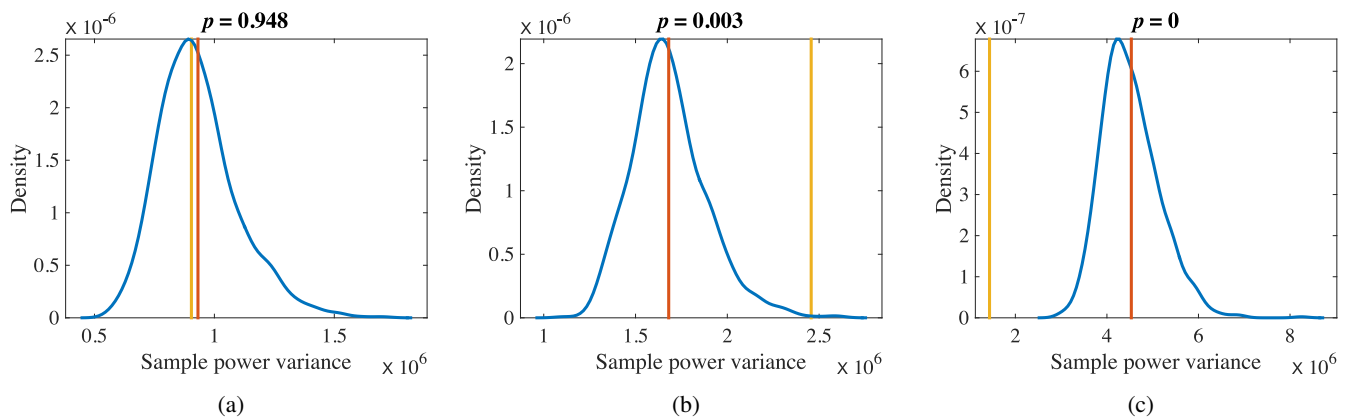 × 10⁻⁶
p = 0.948
2.5
2
1.5
1
0.5
0
Density
0.5
1
1.5
Sample power variance
× 10⁶
(a)
× 10⁻⁶
p = 0.003
2
1.5
1
0.5
0
Density
1
1.5
2
2.5
Sample power variance
× 10⁶
(b)
× 10⁻⁷
p = 0
6
5
4
3
2
1
0
Density
2
4
6
8
Sample power variance
× 10⁶
(c)